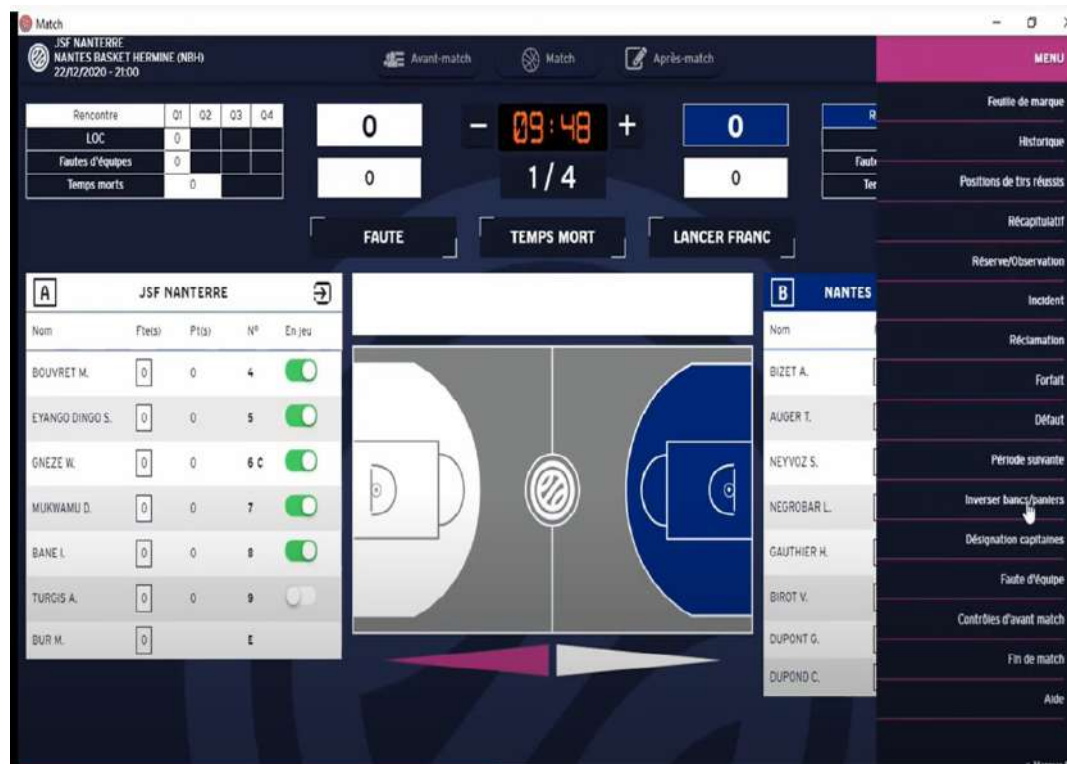 Match
JSF NANTERRE
NANTES BASKET HERMINE (NBH)
22/12/2020 - 21:00
Avant-match
Match
Après-match
MENU
Rencontre Q1 Q2 Q3 Q4
LOC 0
Fautes d'équipes 0
Temps morts 0
0
0
09:48
1/4
0
0
R
Faute
Ter
FAUTE
TEMPS MORT
LANCER FRANC
A JSF NANTERRE
Nom Fte(s) Pt(s) N° En jeu
BOUVRET M. 0 0 4
EYANGO DINGO S. 0 0 5
GNEZE W. 0 0 6 C
MUKWAMU D. 0 0 7
BANE I. 0 0 8
TURGIS A. 0 0 9
BUR M. 0 E
B NANTES
Nom
BIZET A.
AUGER T.
NEYVOZ S.
NEGROBAR L.
GAUTHIER H.
BIROT V.
DUPONT G.
DUPOND C.
Feuille de marque
Historique
Positions de tirs réussis
Récapitulatif
Réserve/Observation
Incident
Réclamation
Forfait
Défaut
Période suivante
Inverser bancs/paniers
Désignation capitaines
Faute d'équipe
Contrôles d'avant match
Fin de match
Aide